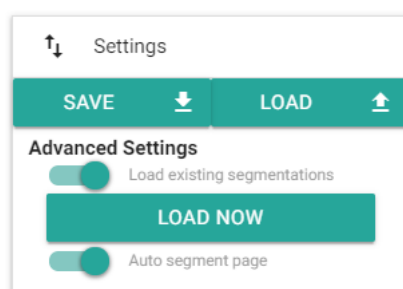 Settings
SAVE LOAD
Advanced Settings
Load existing segmentations
LOAD NOW
Auto segment page